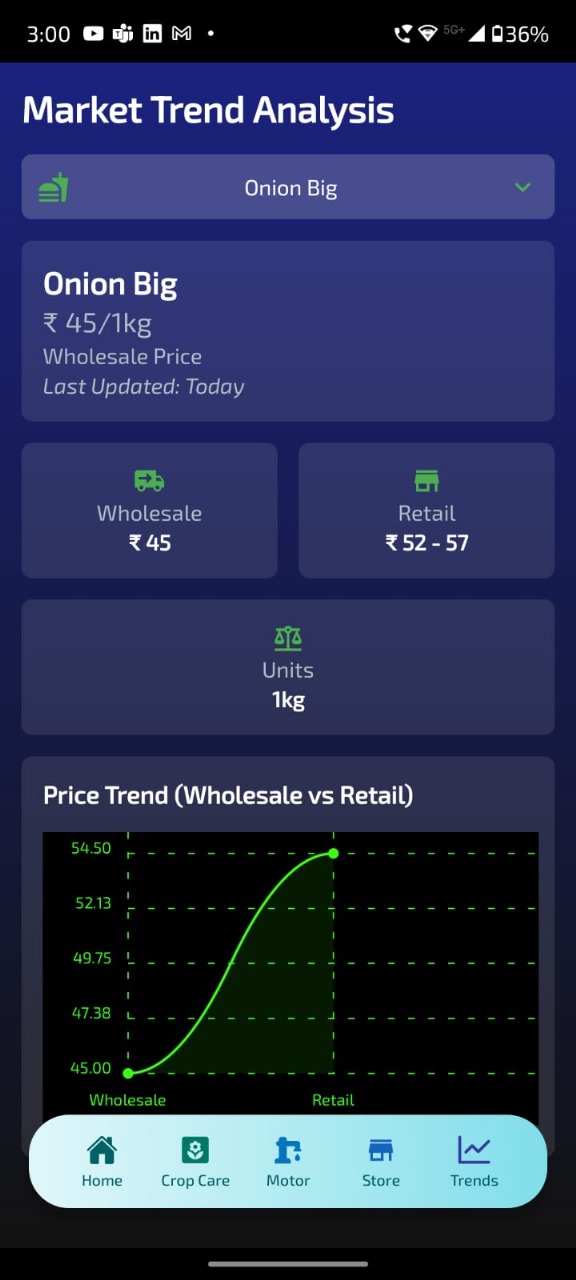 3:00
5G+
36%
Market Trend Analysis
Onion Big
Onion Big
₹ 45/1kg
Wholesale Price
Last Updated: Today
Wholesale
₹ 45
Retail
₹ 52 - 57
Units
1kg
Price Trend (Wholesale vs Retail)
54.50
52.13
49.75
47.38
45.00
Wholesale
Retail
Home
Crop Care
Motor
Store
Trends